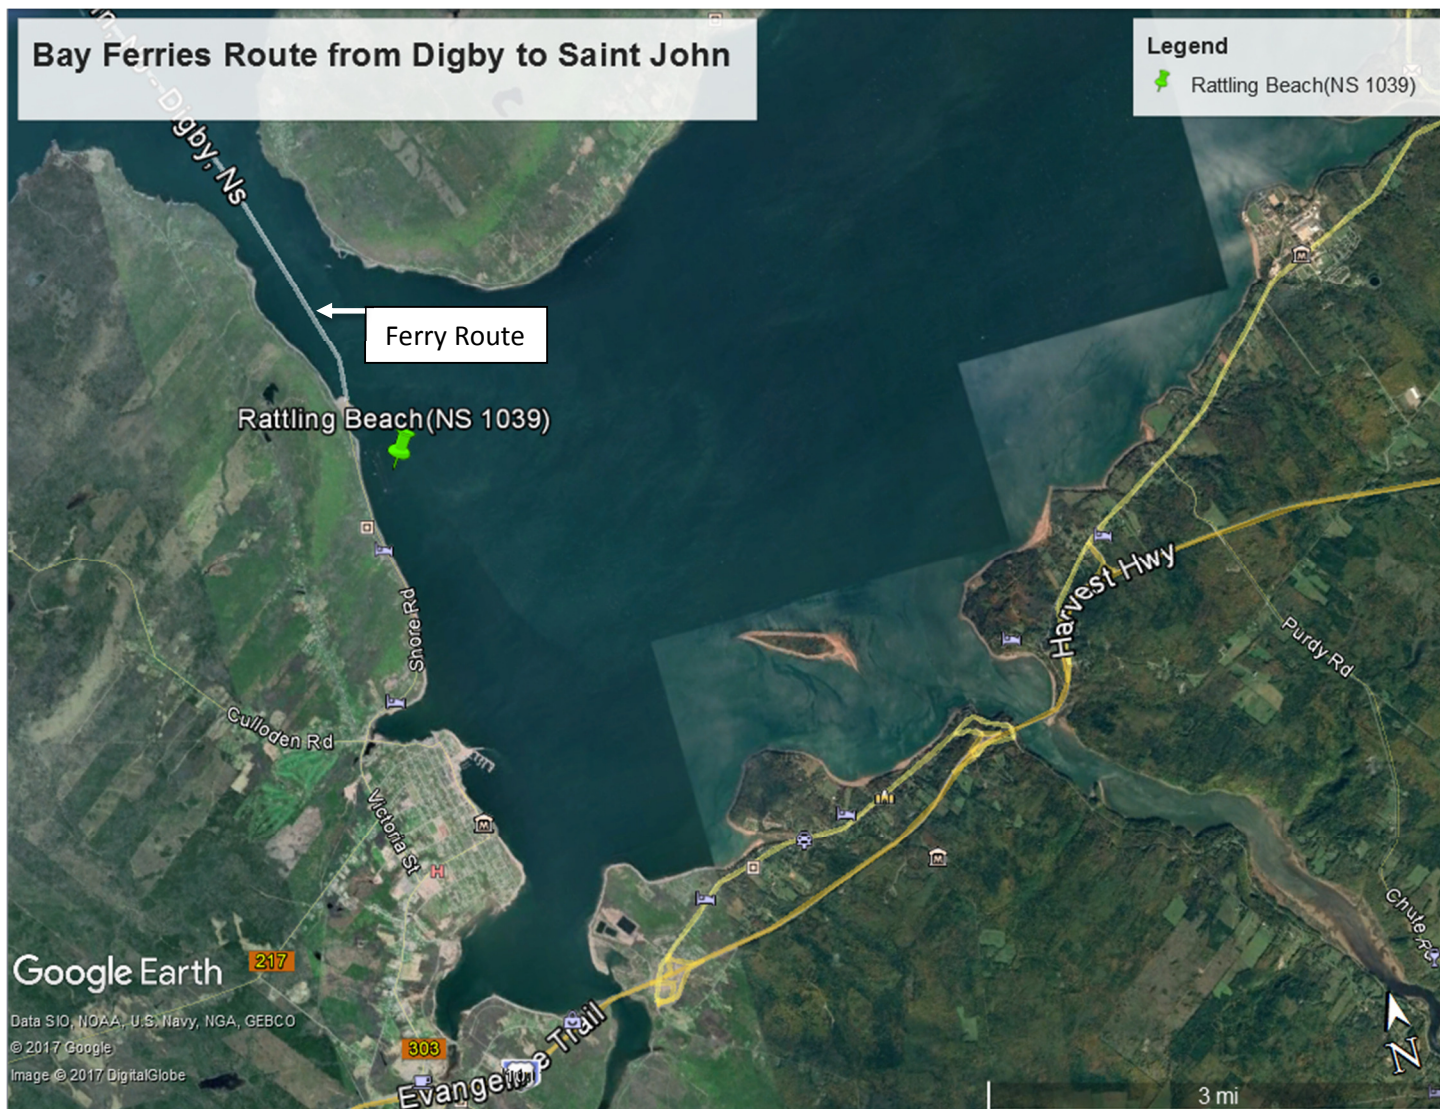 Bay Ferries Route from Digby to Saint John
Legend
Rattling Beach(NS 1039)
Digby, Ns
Ferry Route
Rattling Beach(NS 1039)
Shore Rd
Harvest Hwy
Purdy Rd
Culloden Rd
Victoria St
H
Chute Rd
217
Google Earth
Data SIO, NOAA, U.S. Navy, NGA, GEBCO
© 2017 Google
Image © 2017 DigitalGlobe
303
Trail
N
3 mi